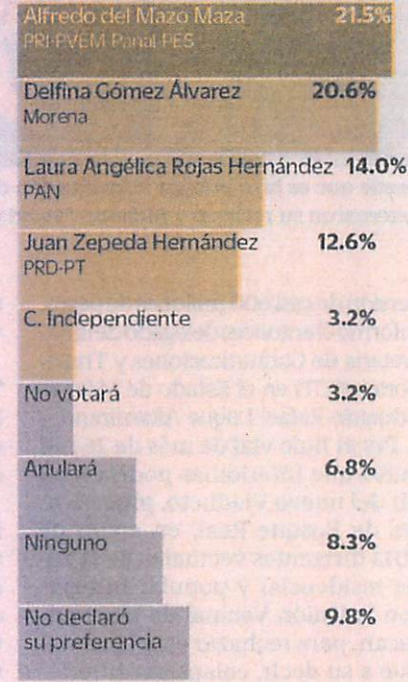 Alfredo del Mazo Maza 21.5%
PRI-PVEM Panal PES
Delfina Gómez Álvarez 20.6%
Morena
Laura Angélica Rojas Hernández 14.0%
PAN
Juan Zepeda Hernández 12.6%
PRD-PT
C. Independiente 3.2%
No votará 3.2%
Anulará 6.8%
Ninguno 8.3%
No declaró 9.8%
su preferencia